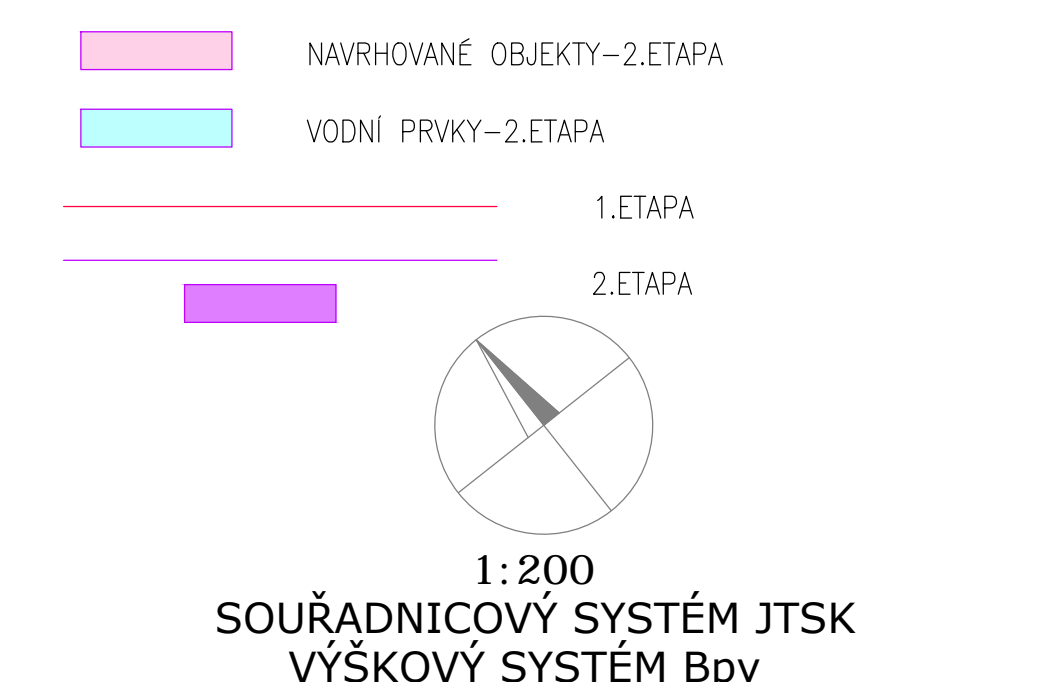 NAVRHOVANÉ OBJEKTY-2.ETAPA
VODNÍ PRVKY-2.ETAPA
1.ETAPA
2.ETAPA
1:200
SOUŘADNICOVÝ SYSTÉM JTSK
VÝŠKOVÝ SYSTÉM Bpv